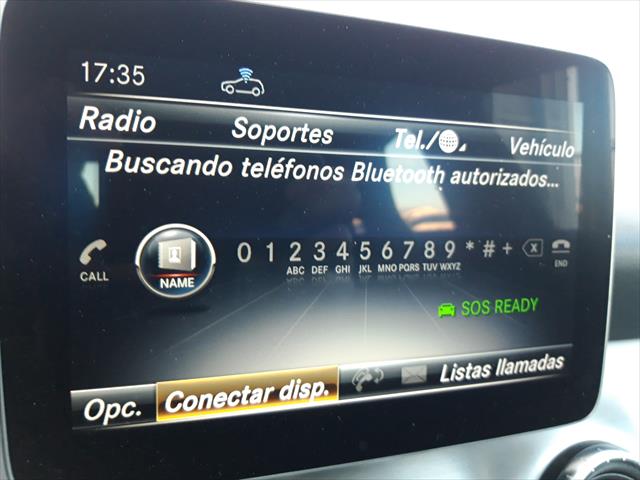 17:35
Radio Soportes Tel./ Vehículo
Buscando teléfonos Bluetooth autorizados...
CALL NAME 0 1 2 3 4 5 6 7 8 9 * # + END
ABC DEF GHI JKL MNO PQRS TUV WXYZ
SOS READY
Opc. Conectar disp. Listas llamadas